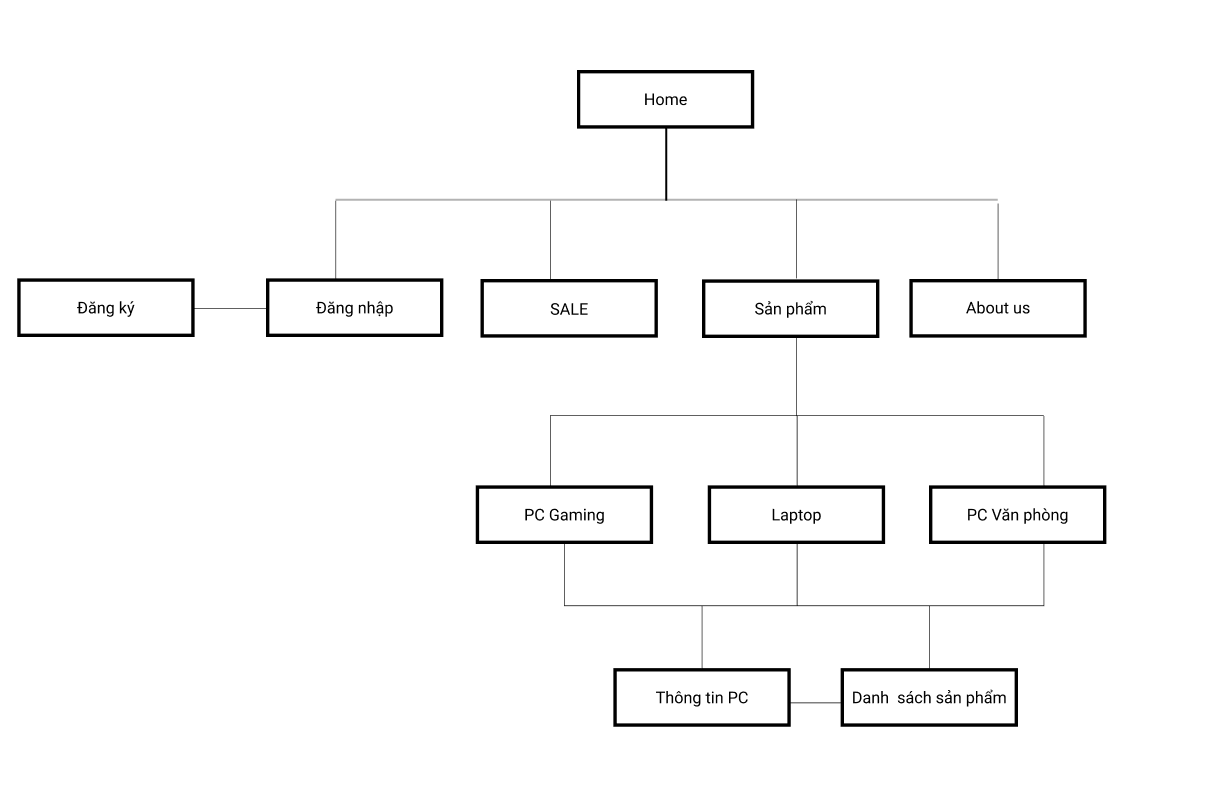 Home
Đăng ký
Đăng nhập
SALE
Sản phẩm
About us
PC Gaming
Laptop
PC Văn phòng
Thông tin PC
Danh  sách sản phẩm